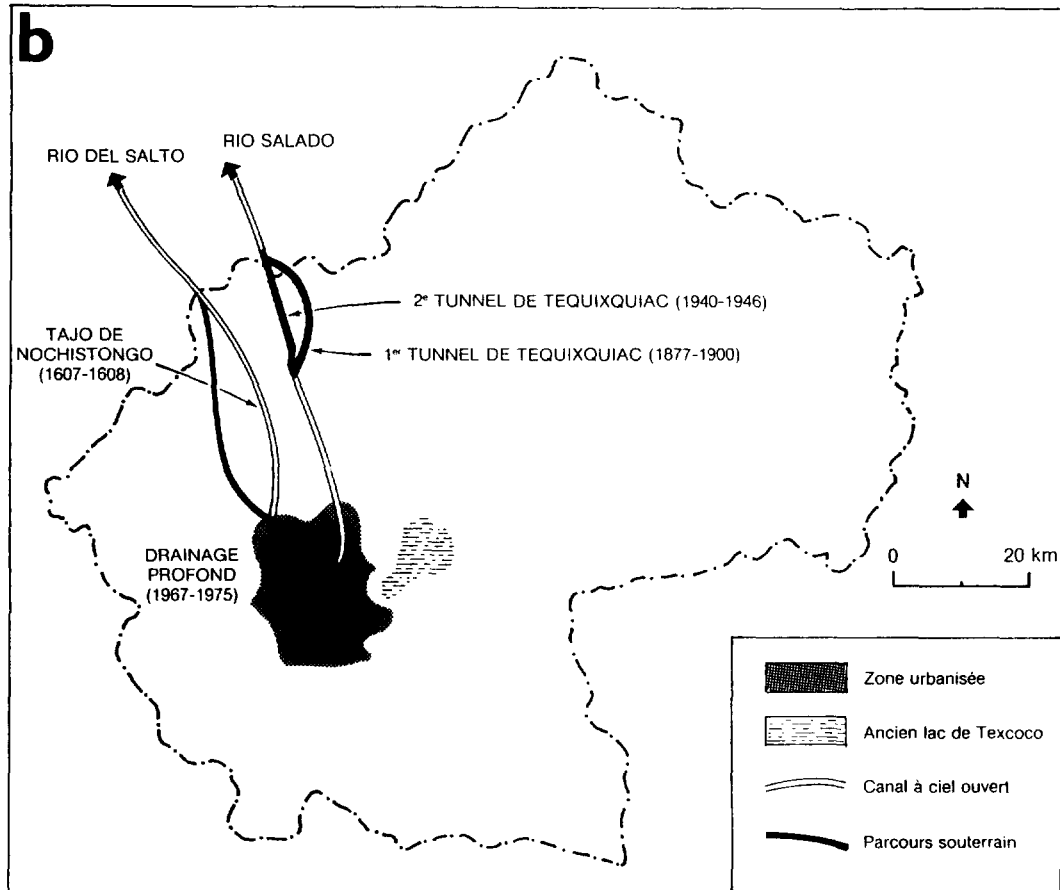 b
RIO DEL SALTO
RIO SALADO
2e TUNNEL DE TEQUIXQUIAC (1940-1946)
1er TUNNEL DE TEQUIXQUIAC (1877-1900)
TAJO DE
NOCHISTONGO
(1607-1608)
N
0 20 km
DRAINAGE
PROFOND
(1967-1975)
Zone urbanisée
Ancien lac de Texcoco
Canal à ciel ouvert
Parcours souterrain